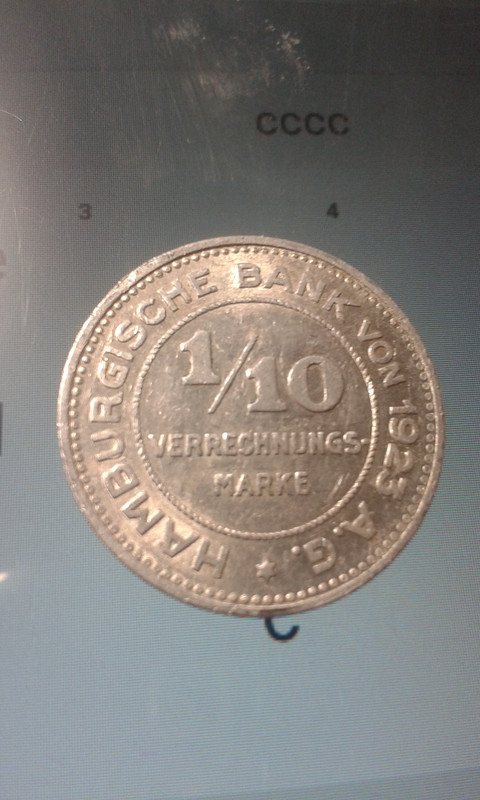 CCCC
3 4
HAMBURGISCHE BANK VON 1923 A.G.
1/10
VERRECHNUNGS-
MARKE
C